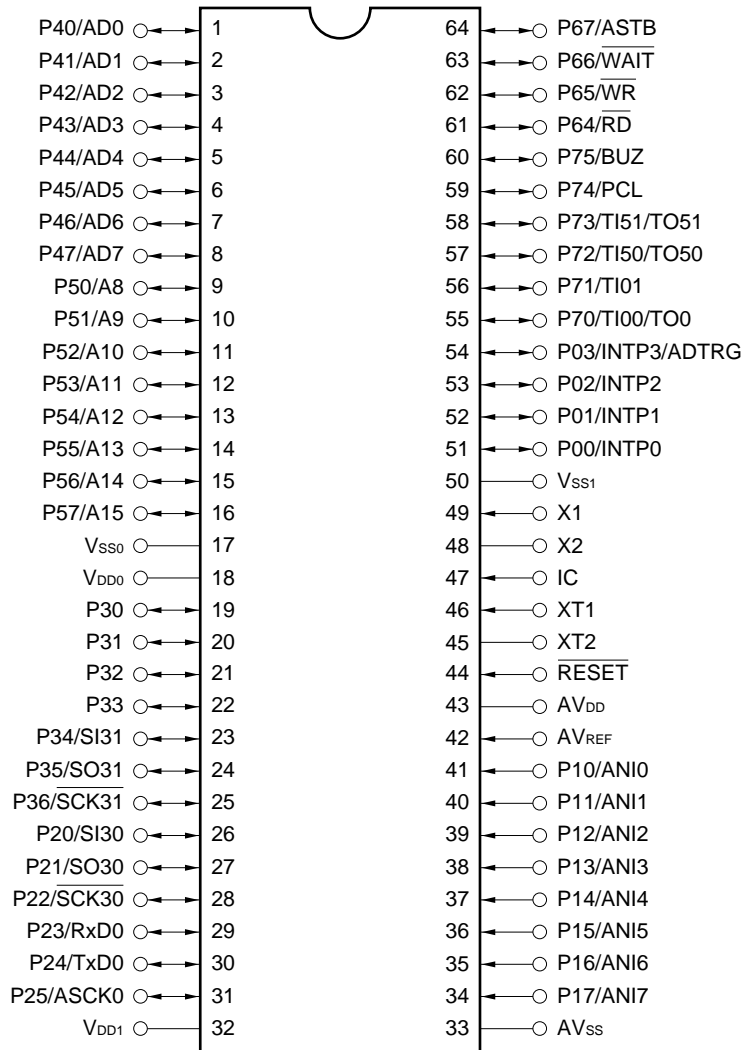 P40/AD0 1 64 P67/ASTB
P41/AD1 2 63 P66/WAIT
P42/AD2 3 62 P65/WR
P43/AD3 4 61 P64/RD
P44/AD4 5 60 P75/BUZ
P45/AD5 6 59 P74/PCL
P46/AD6 7 58 P73/TI51/TO51
P47/AD7 8 57 P72/TI50/TO50
P50/A8 9 56 P71/TI01
P51/A9 10 55 P70/TI00/TO0
P52/A10 11 54 P03/INTP3/ADTRG
P53/A11 12 53 P02/INTP2
P54/A12 13 52 P01/INTP1
P55/A13 14 51 P00/INTP0
P56/A14 15 50 VSS1
P57/A15 16 49 X1
VSS0 17 48 X2
VDD0 18 47 IC
P30 19 46 XT1
P31 20 45 XT2
P32 21 44 RESET
P33 22 43 AVDD
P34/SI31 23 42 AVREF
P35/SO31 24 41 P10/ANI0
P36/SCK31 25 40 P11/ANI1
P20/SI30 26 39 P12/ANI2
P21/SO30 27 38 P13/ANI3
P22/SCK30 28 37 P14/ANI4
P23/RxD0 29 36 P15/ANI5
P24/TxD0 30 35 P16/ANI6
P25/ASCK0 31 34 P17/ANI7
VDD1 32 33 AVSS